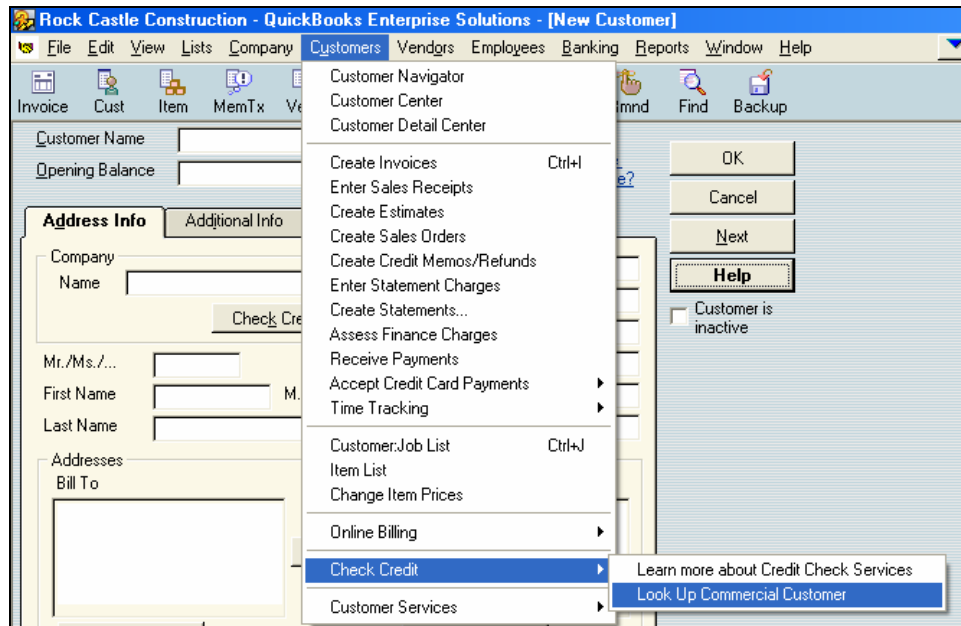 Rock Castle Construction - QuickBooks Enterprise Solutions - [New Customer]
File Edit View Lists Company Customers Vendors Employees Banking Reports Window Help
Invoice Cust Item MemTx Find Backup
Customer Name
Opening Balance
Address Info Additional Info
Company
Name
Mr./Ms./...
First Name M.
Last Name
Addresses
Bill To
Customer Navigator
Customer Center
Customer Detail Center
Create Invoices Ctrl+I
Enter Sales Receipts
Create Estimates
Create Sales Orders
Create Credit Memos/Refunds
Enter Statement Charges
Create Statements...
Assess Finance Charges
Receive Payments
Accept Credit Card Payments
Time Tracking
Customer:Job List Ctrl+J
Item List
Change Item Prices
Online Billing
Check Credit
Customer Services
Learn more about Credit Check Services
Look Up Commercial Customer
OK
Cancel
Next
Help
Customer is
inactive
Check